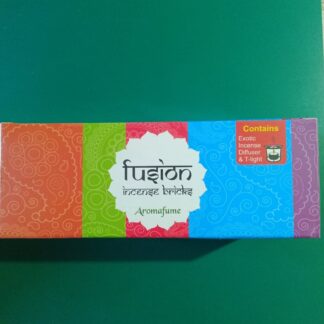 fusion
incense bricks
Aromafume
Contains
Exotic
Incense
Diffuser
& T-light